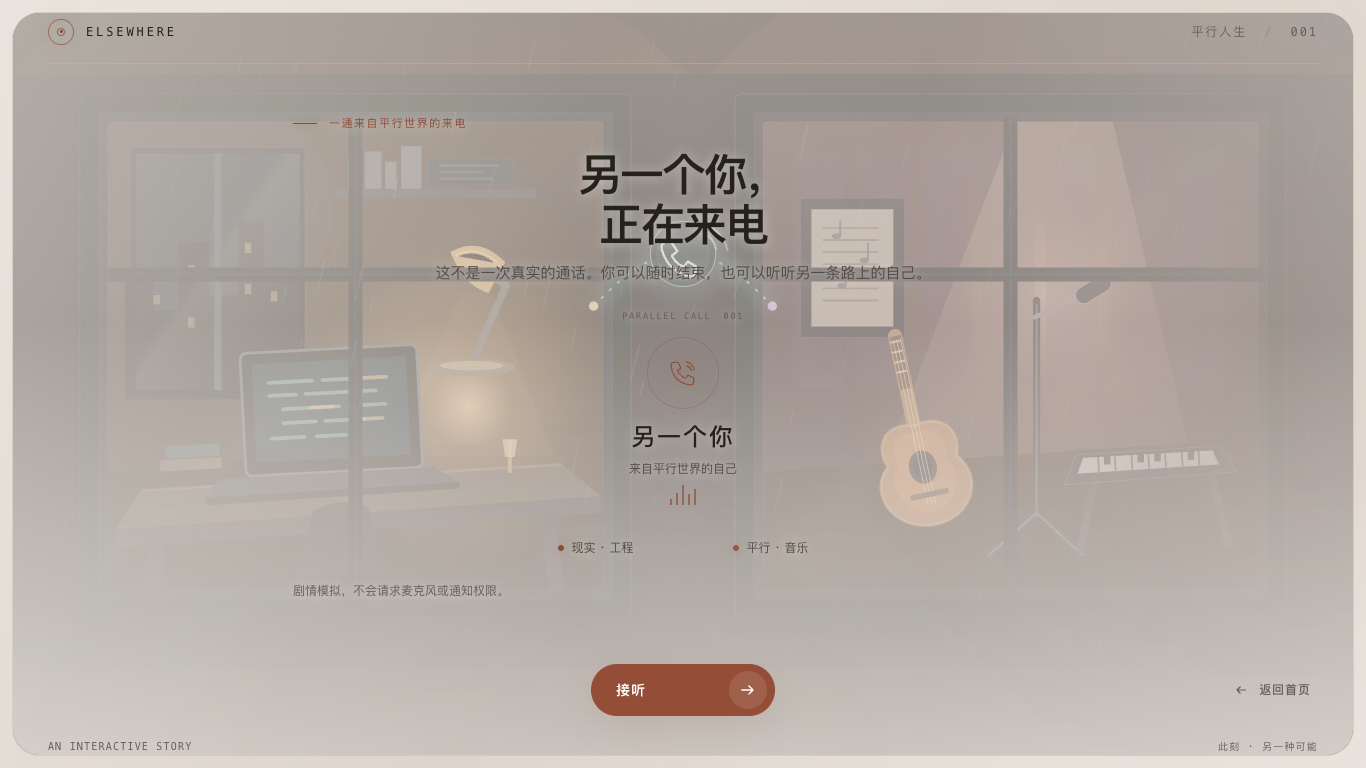 ELSEWHERE
平行人生 / 001
一通来自平行世界的来电
另一个你，
正在来电
这不是一次真实的通话。你可以随时结束，也可以听听另一条路上的自己。
PARALLEL CALL 001
另一个你
来自平行世界的自己
现实 · 工程
平行 · 音乐
剧情模拟，不会请求麦克风或通知权限。
接听
返回首页
AN INTERACTIVE STORY
此刻 · 另一种可能